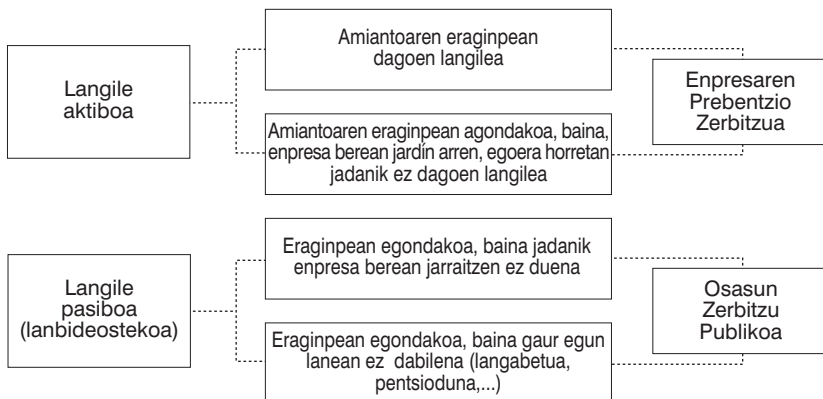 Langile
aktiboa
Amiantoaren eraginpean
dagoen langilea
Amiantoaren eraginpean agondakoa, baina,
enpresa berean jardín arren, egoera horretan
jadanik ez dagoen langilea
Enpresaren
Prebentzio
Zerbitzua
Langile
pasiboa
(lanbideostekoa)
Eraginpean egondakoa, baina jadanik
enpresa berean jarraitzen ez duena
Eraginpean egondakoa, baina gaur egun
lanean ez dabilena (langabetua,
pentsioduna,...)
Osasun
Zerbitzu
Publikoa